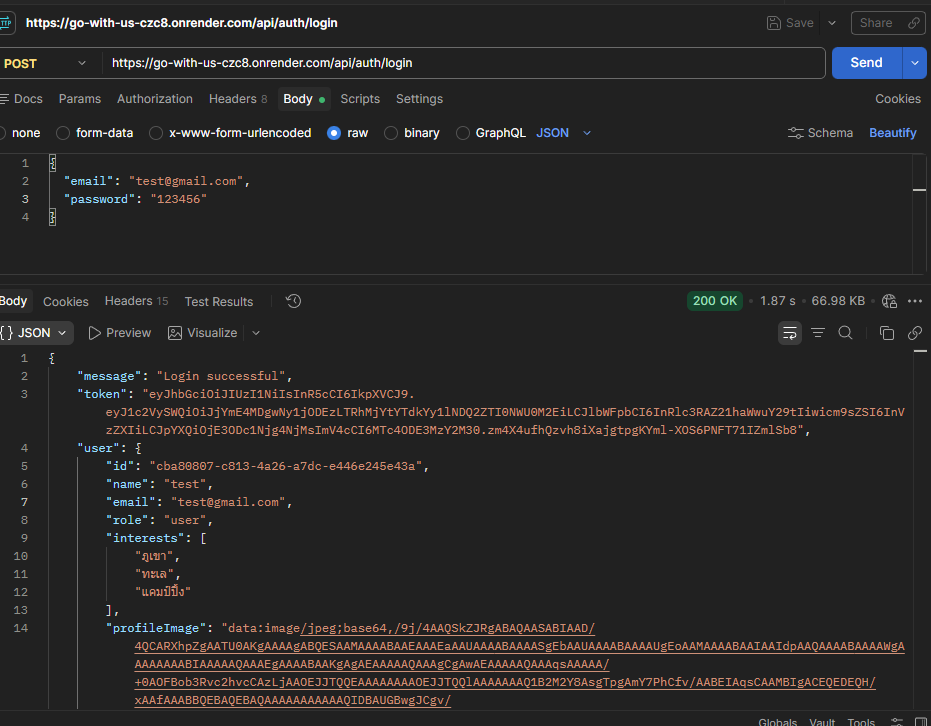 https://go-with-us-czc8.onrender.com/api/auth/login
Save
Share
POST
https://go-with-us-czc8.onrender.com/api/auth/login
Send
Docs Params Authorization Headers 8 Body Scripts Settings Cookies
none form-data x-www-form-urlencoded raw binary GraphQL JSON Schema Beautify
1 {
2 "email": "test@gmail.com",
3 "password": "123456"
4 }
Body Cookies Headers 15 Test Results 200 OK • 1.87 s • 66.98 KB •
{} JSON Preview Visualize
1 {
2 "message": "Login successful",
3 "token": "eyJhbGciOiJIUzI1NiIsInR5cCI6IkpXVCJ9.
eyJ1c2VySWQiOiJjYmE4MDgwNy1jODEzLTRhMjYtYTdkYy1lNDQ2ZTI0NWU0M2EiLCJlbWFpbCI6InRlc3RAZ21haWwuY29tIiwicm9sZSI6InV
zZXIiLCJpYXQiOjE3ODc1Njg4NjMsImV4cCI6MTc4ODE3MzY2M30.zm4X4ufhQzvh8iXajgtpgKYml-XOS6PNFT71IZmlSb8",
4 "user": {
5 "id": "cba80807-c813-4a26-a7dc-e446e245e43a",
6 "name": "test",
7 "email": "test@gmail.com",
8 "role": "user",
9 "interests": [
10 "ภูเขา",
11 "ทะเล",
12 "แคมป์ปิ้ง"
13 ],
14 "profileImage": "data:image/jpeg;base64,/9j/4AAQSkZJRgABAQAASABIAAD/
4QCARXhpZgAATU0AKgAAAAgABQESAAMAAAABAAEAAAEaAAUAAAABAAAASgEbAAUAAAABAAAAUgEoAAMAAAABAAIAAIdpAAQAAAABAAAAWgA
AAAAAAABIAAAAAQAAAEgAAAABAAKgAgAEAAAAAQAAAgCgAwAEAAAAAQAAAqsAAAAA/
+0AOFBob3Rvc2hvcCAzLjAAOEJJTQQEAAAAAAAAOEJJTQQlAAAAAAAQ1B2M2Y8AsgTpgAmY7PhCfv/AABEIAqsCAAMBIgACEQEDEQH/
xAAfAAABBQEBAQEBAQAAAAAAAAAAAQIDBAUGBwgJCgv/
Globals Vault Tools